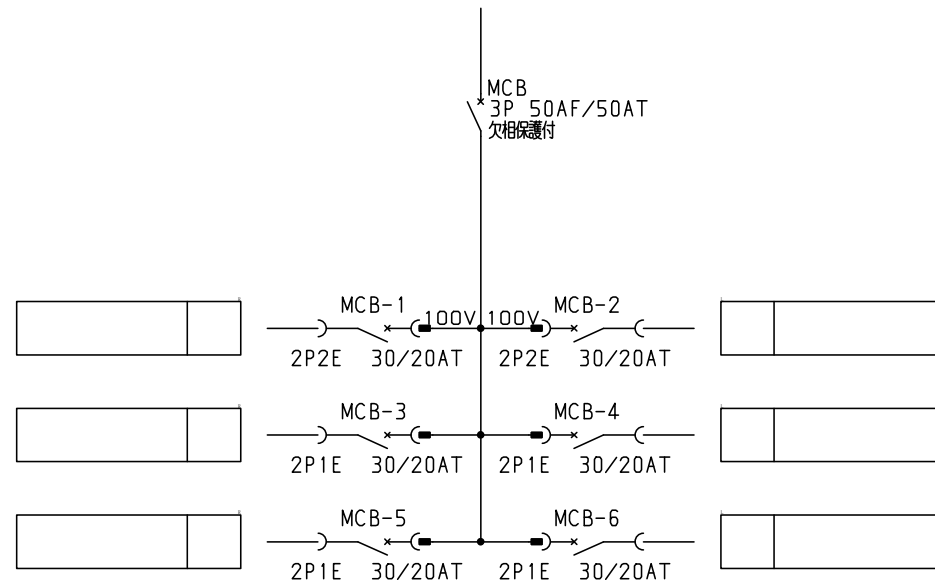 MCB
3P 50AF/50AT
欠相保護付
MCB-1
100V
100V
MCB-2
2P2E
30/20AT
2P2E
30/20AT
MCB-3
MCB-4
2P1E
30/20AT
2P1E
30/20AT
MCB-5
MCB-6
2P1E
30/20AT
2P1E
30/20AT